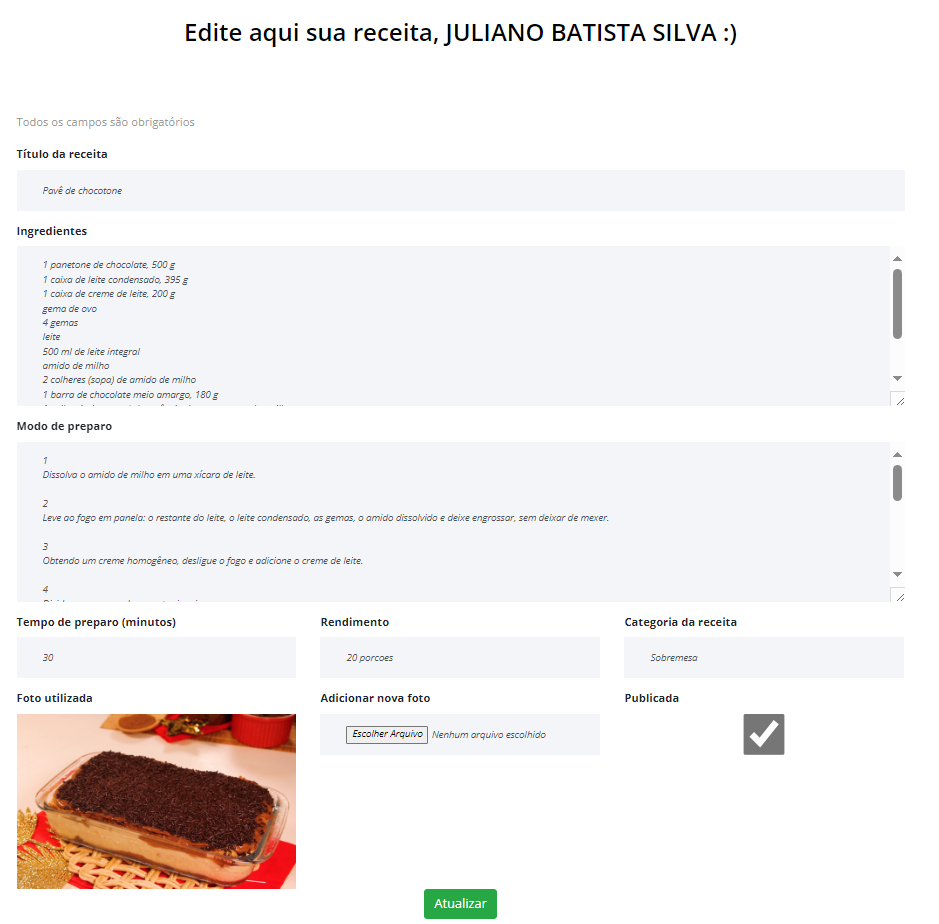 Edite aqui sua receita, JULIANO BATISTA SILVA :)
Todos os campos são obrigatórios
Título da receita
Pavê de chocotone
Ingredientes
1 panetone de chocolate, 500 g
1 caixa de leite condensado, 395 g
1 caixa de creme de leite, 200 g
gema de ovo
4 gemas
leite
500 ml de leite integral
amido de milho
2 colheres (sopa) de amido de milho
1 barra de chocolate meio amargo, 180 g
Modo de preparo
1
Dissolva o amido de milho em uma xícara de leite.
2
Leve ao fogo em panela: o restante do leite, o leite condensado, as gemas, o amido dissolvido e deixe engrossar, sem deixar de mexer.
3
Obtendo um creme homogêneo, desligue o fogo e adicione o creme de leite.
4
Tempo de preparo (minutos)
Rendimento
Categoria da receita
30
20 porcoes
Sobremesa
Foto utilizada
Adicionar nova foto
Publicada
Escolher Arquivo Nenhum arquivo escolhido
Atualizar